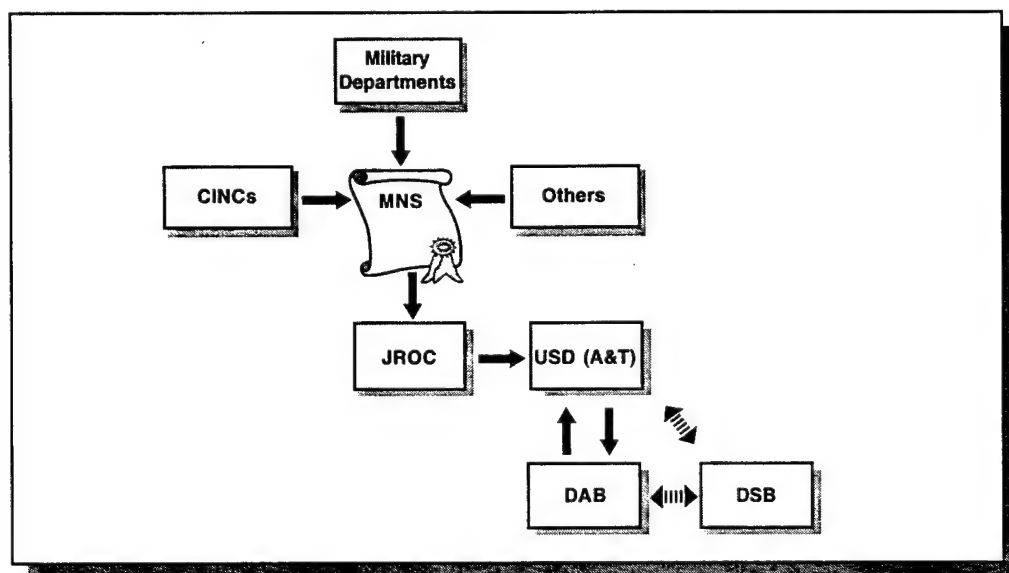 Military
Departments
CINCs
MNS
Others
JROC
USD (A&T)
DAB
DSB